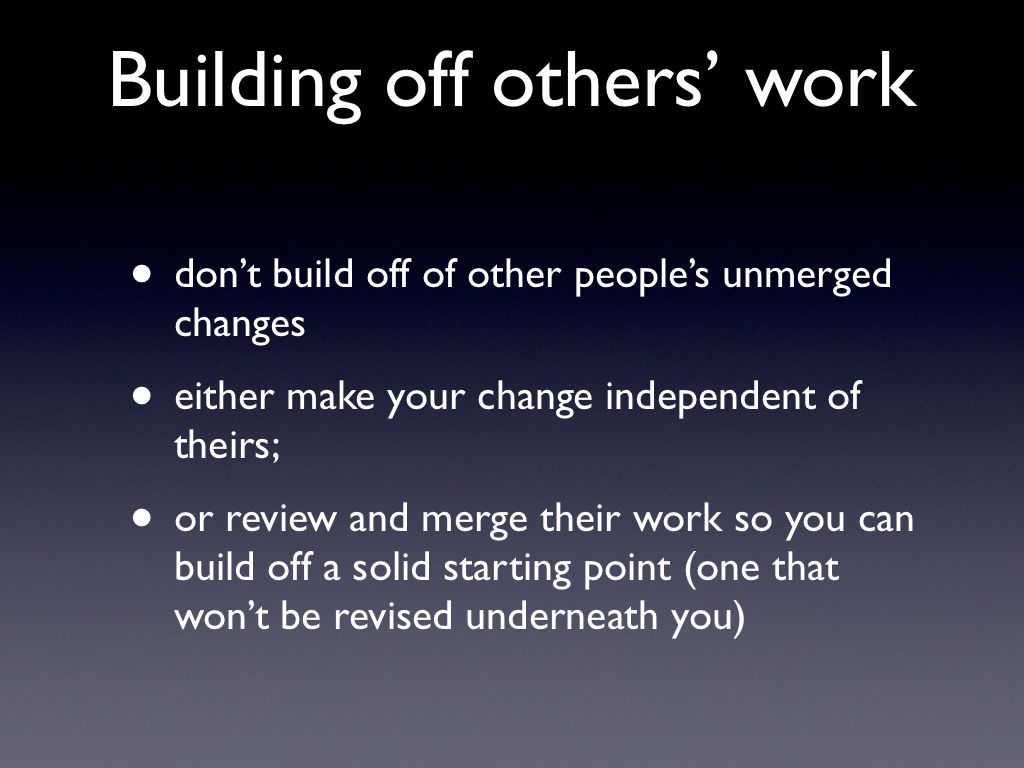 Building off others’ work
• don’t build off of other people’s unmerged
changes
• either make your change independent of
theirs;
• or review and merge their work so you can
build off a solid starting point (one that
won’t be revised underneath you)